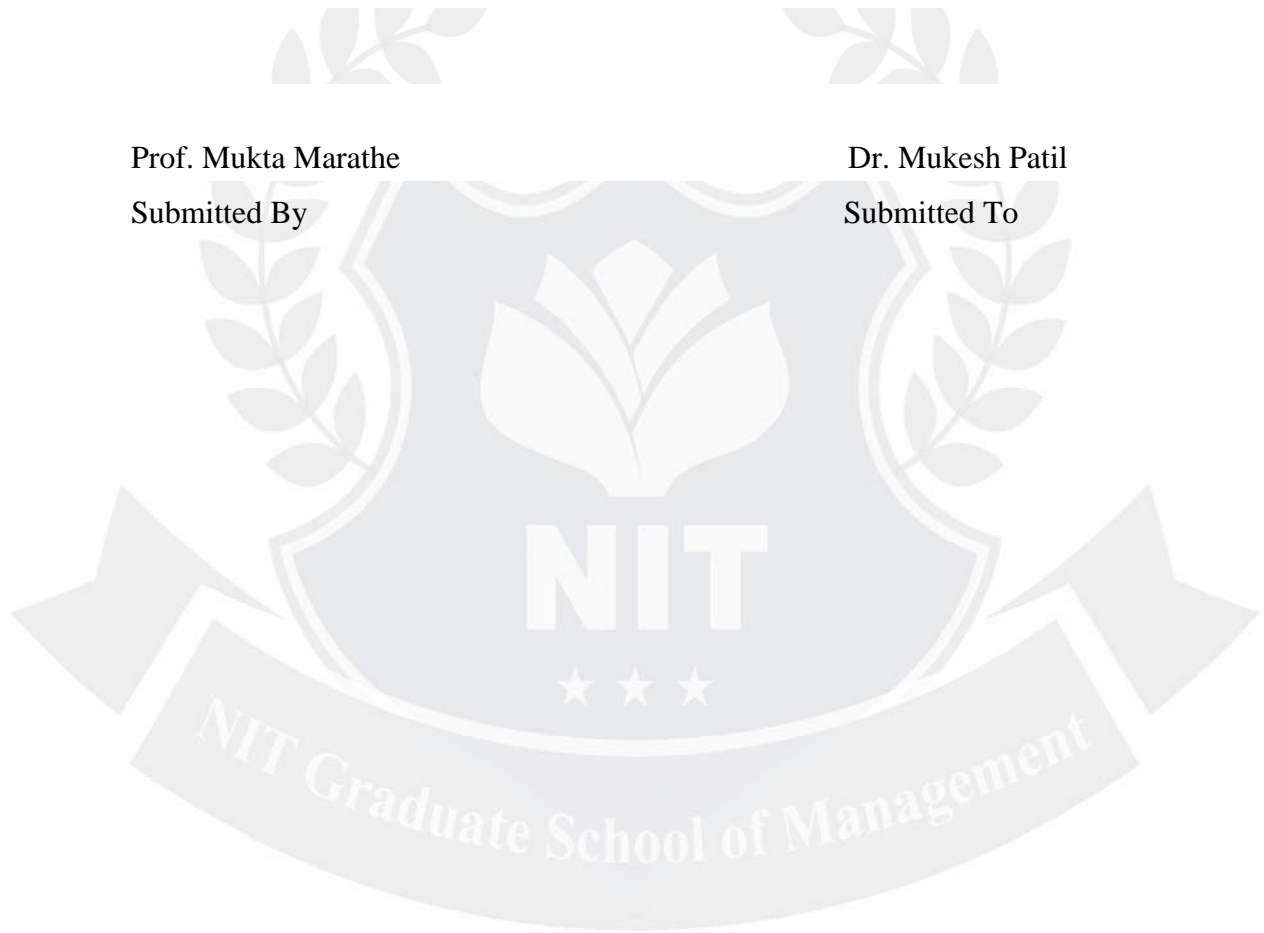 Prof. Mukta Marathe Dr. Mukesh Patil
Submitted By Submitted To
NIT
NIT Graduate School of Management